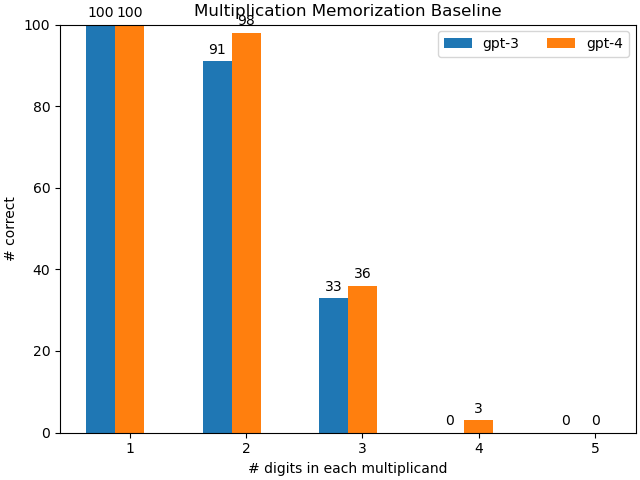 Multiplication Memorization Baseline
100 100
98
91
33
36
0
3
0
0
gpt-3
gpt-4
100
80
60
40
20
0
# correct
1 2 3 4 5
# digits in each multiplicand